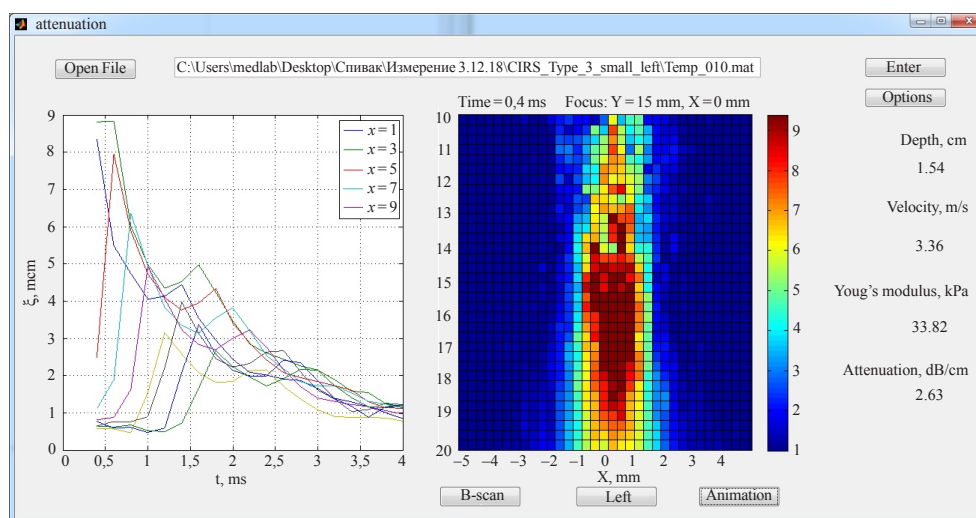 attenuation
Open File
C:\Users\medlab\Desktop\Спивак\Измерение 3.12.18\CIRS_Type_3_small_left\Temp_010.mat
Enter
Options
Time = 0,4 ms Focus: Y = 15 mm, X = 0 mm
9
8
7
6
5
4
3
2
1
0
ξ, mcm
x = 1
x = 3
x = 5
x = 7
x = 9
0 0,5 1 1,5 2 2,5 3 3,5 4
t, ms
10
11
12
13
14
15
16
17
18
19
20
−5 −4 −3 −2 −1 0 1 2 3 4
X, mm
9
8
7
6
5
4
3
2
1
Depth, cm
1.54
Velocity, m/s
3.36
Youg's modulus, kPa
33.82
Attenuation, dB/cm
2.63
B-scan
Left
Animation